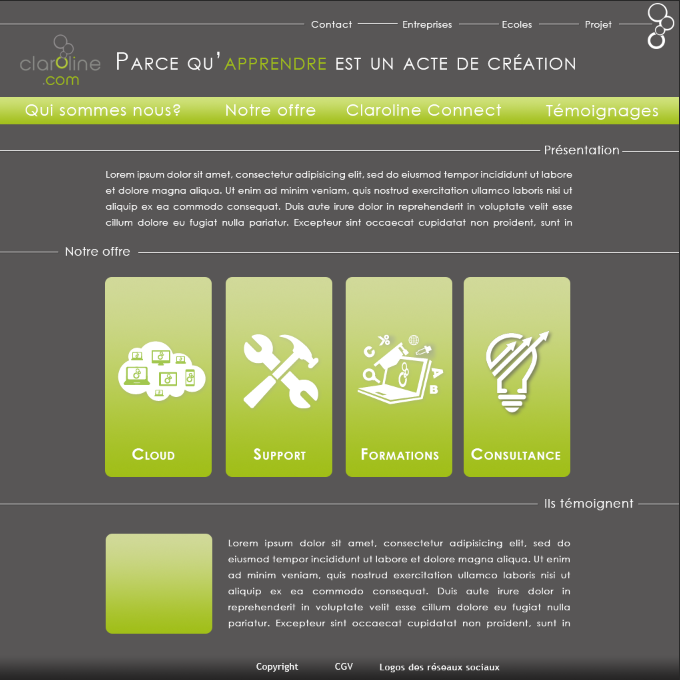 Contact Entreprises Ecoles Projet
claroline
.com
Parce qu'apprendre est un acte de création
Qui sommes nous? Notre offre Claroline Connect Témoignages
Présentation
Lorem ipsum dolor sit amet, consectetur adipisicing elit, sed do eiusmod tempor incididunt ut labore
et dolore magna aliqua. Ut enim ad minim veniam, quis nostrud exercitation ullamco laboris nisi ut
aliquip ex ea commodo consequat. Duis aute irure dolor in reprehenderit in voluptate velit esse
cillum dolore eu fugiat nulla pariatur. Excepteur sint occaecat cupidatat non proident, sunt in
Notre offre
A
B
Cloud Support Formations Consultance
Ils témoignent
Lorem ipsum dolor sit amet, consectetur adipisicing elit, sed do
eiusmod tempor incididunt ut labore et dolore magna aliqua. Ut enim
ad minim veniam, quis nostrud exercitation ullamco laboris nisi ut
aliquip ex ea commodo consequat. Duis aute irure dolor in
reprehenderit in voluptate velit esse cillum dolore eu fugiat nulla
pariatur. Excepteur sint occaecat cupidatat non proident, sunt in
Copyright CGV Logos des réseaux sociaux